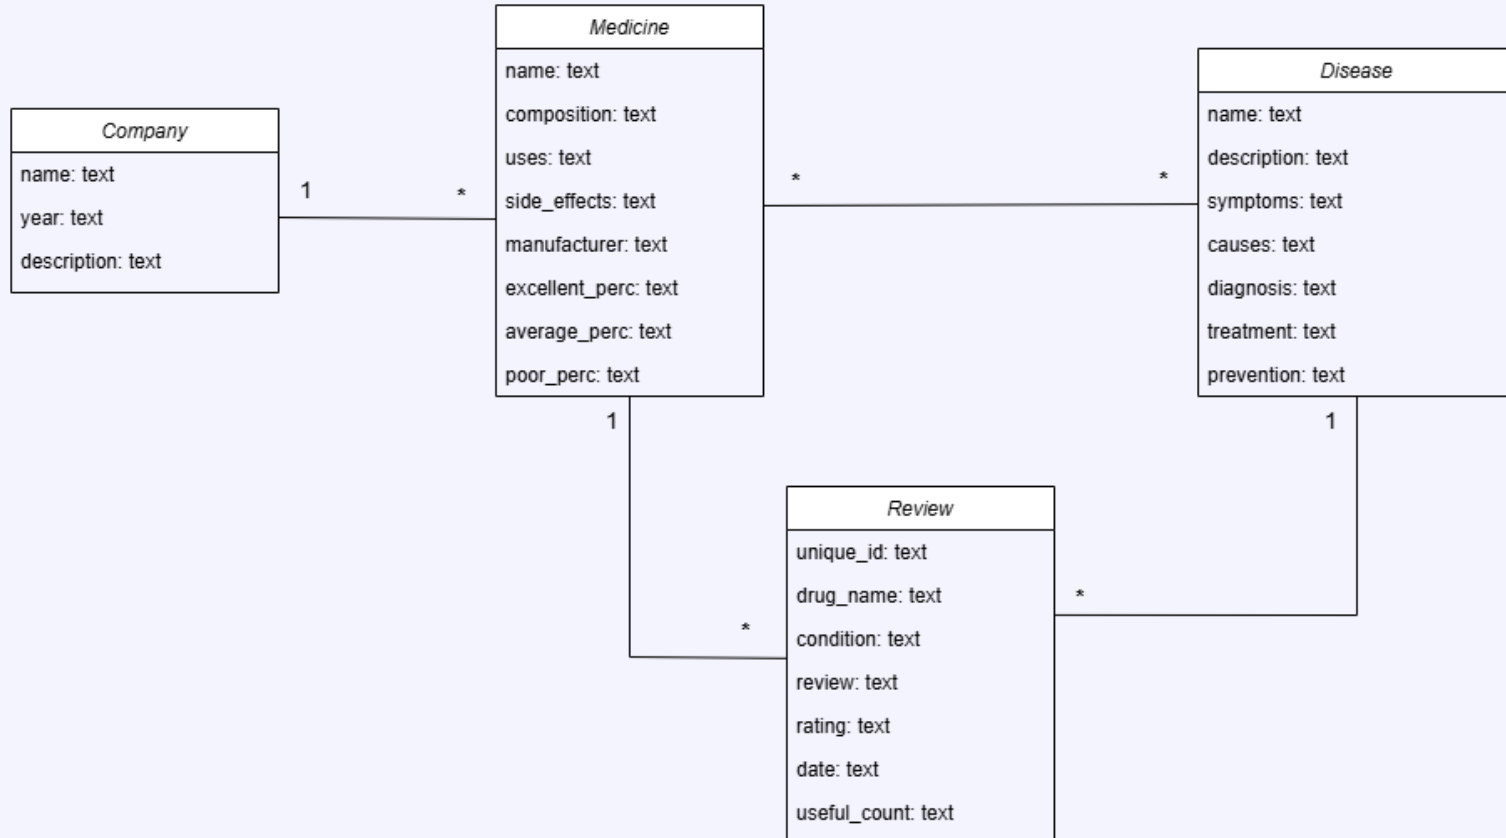 Medicine
name: text
composition: text
uses: text
side_effects: text
manufacturer: text
excellent_perc: text
average_perc: text
poor_perc: text
Disease
name: text
description: text
symptoms: text
causes: text
diagnosis: text
treatment: text
prevention: text
Company
name: text
year: text
description: text
1
*
*
*
1
1
Review
unique_id: text
drug_name: text
condition: text
review: text
rating: text
date: text
useful_count: text
*
*